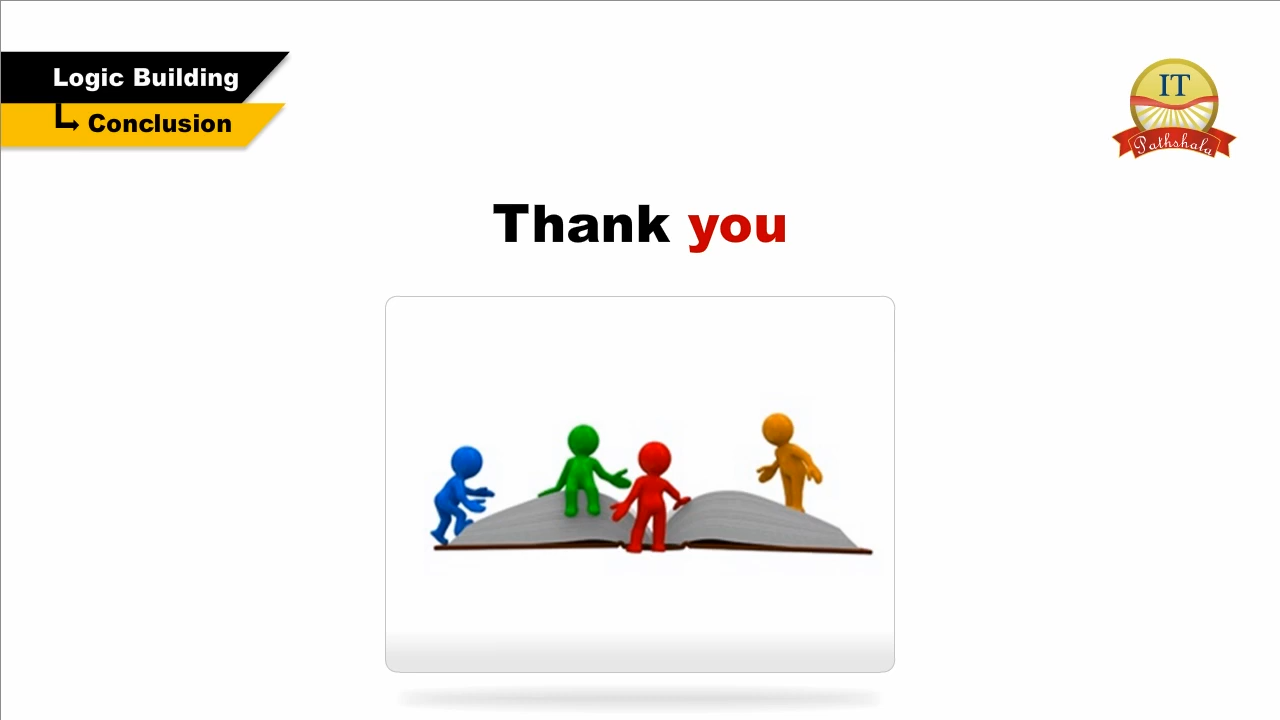 Logic Building
Conclusion
IT
Pathshala
Thank you